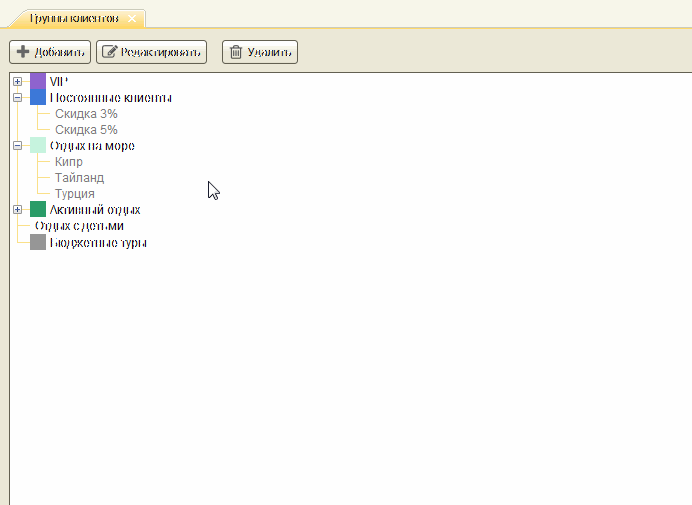 Группы клиентов
Добавить Редактировать Удалить
VIP
Постоянные клиенты
Скидка 3%
Скидка 5%
Отдых на море
Кипр
Тайланд
Турция
Активный отдых
Отдых с детьми
Бюджетные туры